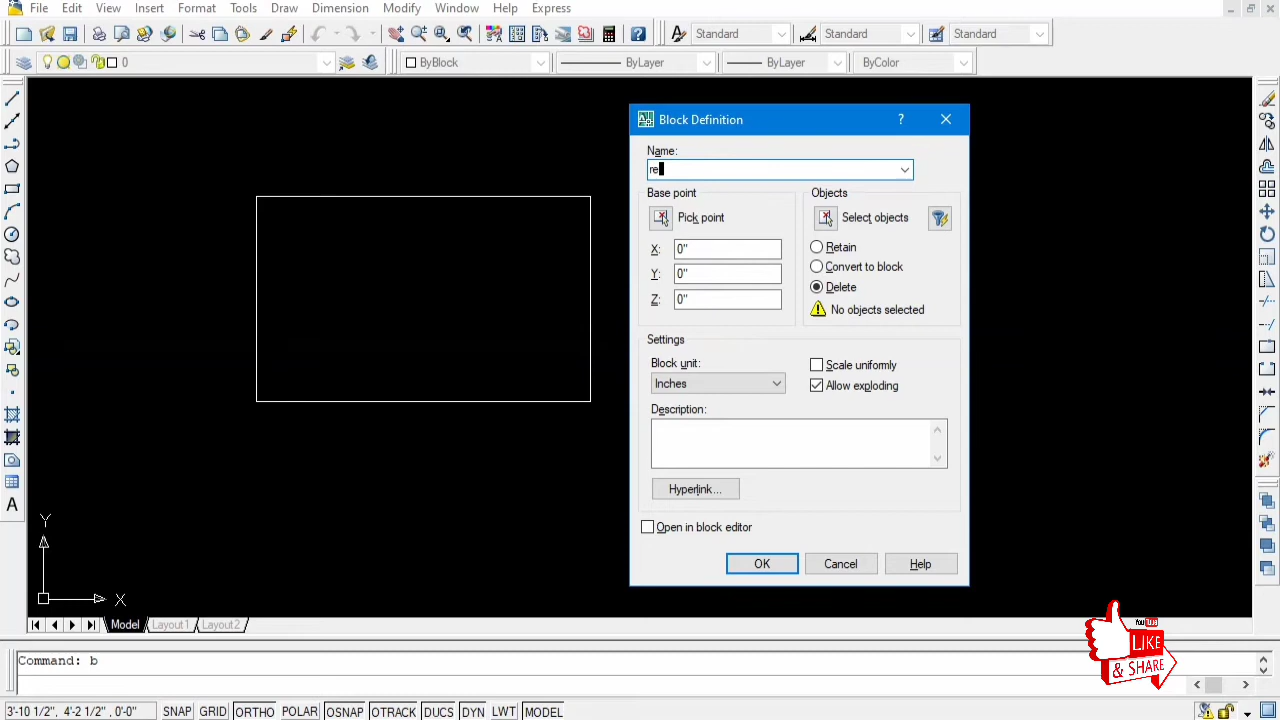 File Edit View Insert Format Tools Draw Dimension Modify Window Help Express
Standard Standard Standard
0 ByBlock ByLayer ByLayer ByColor
Block Definition ?
Name:
re
Base point
Pick point
X: 0"
Y: 0"
Z: 0"
Objects
Select objects
Retain
Convert to block
Delete
No objects selected
Settings
Block unit:
Inches
Scale uniformly
Allow exploding
Description:
Hyperlink...
Open in block editor
OK Cancel Help
A
Y
X
Model Layout1 Layout2
Command: b
You Tube
LIKE
& SHARE
3'-10 1/2", 4'-2 1/2", 0'-0" SNAP GRID ORTHO POLAR OSNAP OTRACK DUCS DYN LWT MODEL